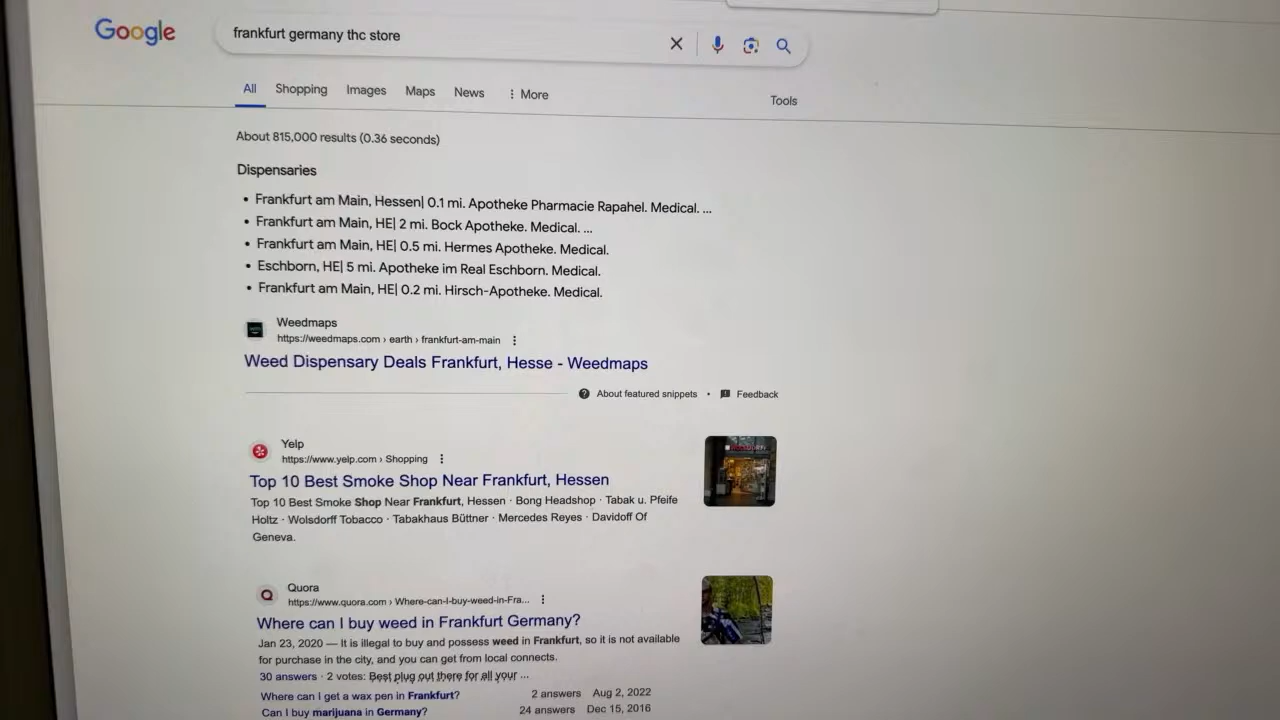 Google
frankfurt germany thc store
All Shopping Images Maps News More
Tools
About 815,000 results (0.36 seconds)
Dispensaries
• Frankfurt am Main, Hessen| 0.1 mi. Apotheke Pharmacie Rapahel. Medical. ...
• Frankfurt am Main, HE| 2 mi. Bock Apotheke. Medical. ...
• Frankfurt am Main, HE| 0.5 mi. Hermes Apotheke. Medical.
• Eschborn, HE| 5 mi. Apotheke im Real Eschborn. Medical.
• Frankfurt am Main, HE| 0.2 mi. Hirsch-Apotheke. Medical.
Weedmaps
https://weedmaps.com › earth › frankfurt-am-main
Weed Dispensary Deals Frankfurt, Hesse - Weedmaps
About featured snippets • Feedback
Yelp
https://www.yelp.com › Shopping
Top 10 Best Smoke Shop Near Frankfurt, Hessen
Top 10 Best Smoke Shop Near Frankfurt, Hessen · Bong Headshop · Tabak u. Pfeife
Holtz · Wolsdorff Tobacco · Tabakhaus Büttner · Mercedes Reyes · Davidoff Of
Geneva.
Quora
https://www.quora.com › Where-can-I-buy-weed-in-Fra...
Where can I buy weed in Frankfurt Germany?
Jan 23, 2020 — It is illegal to buy and possess weed in Frankfurt, so it is not available
for purchase in the city, and you can get from local connects.
30 answers · 2 votes: Best plug out there for all your ...
Where can I get a wax pen in Frankfurt? 2 answers Aug 2, 2022
Can I buy marijuana in Germany? 24 answers Dec 15, 2016